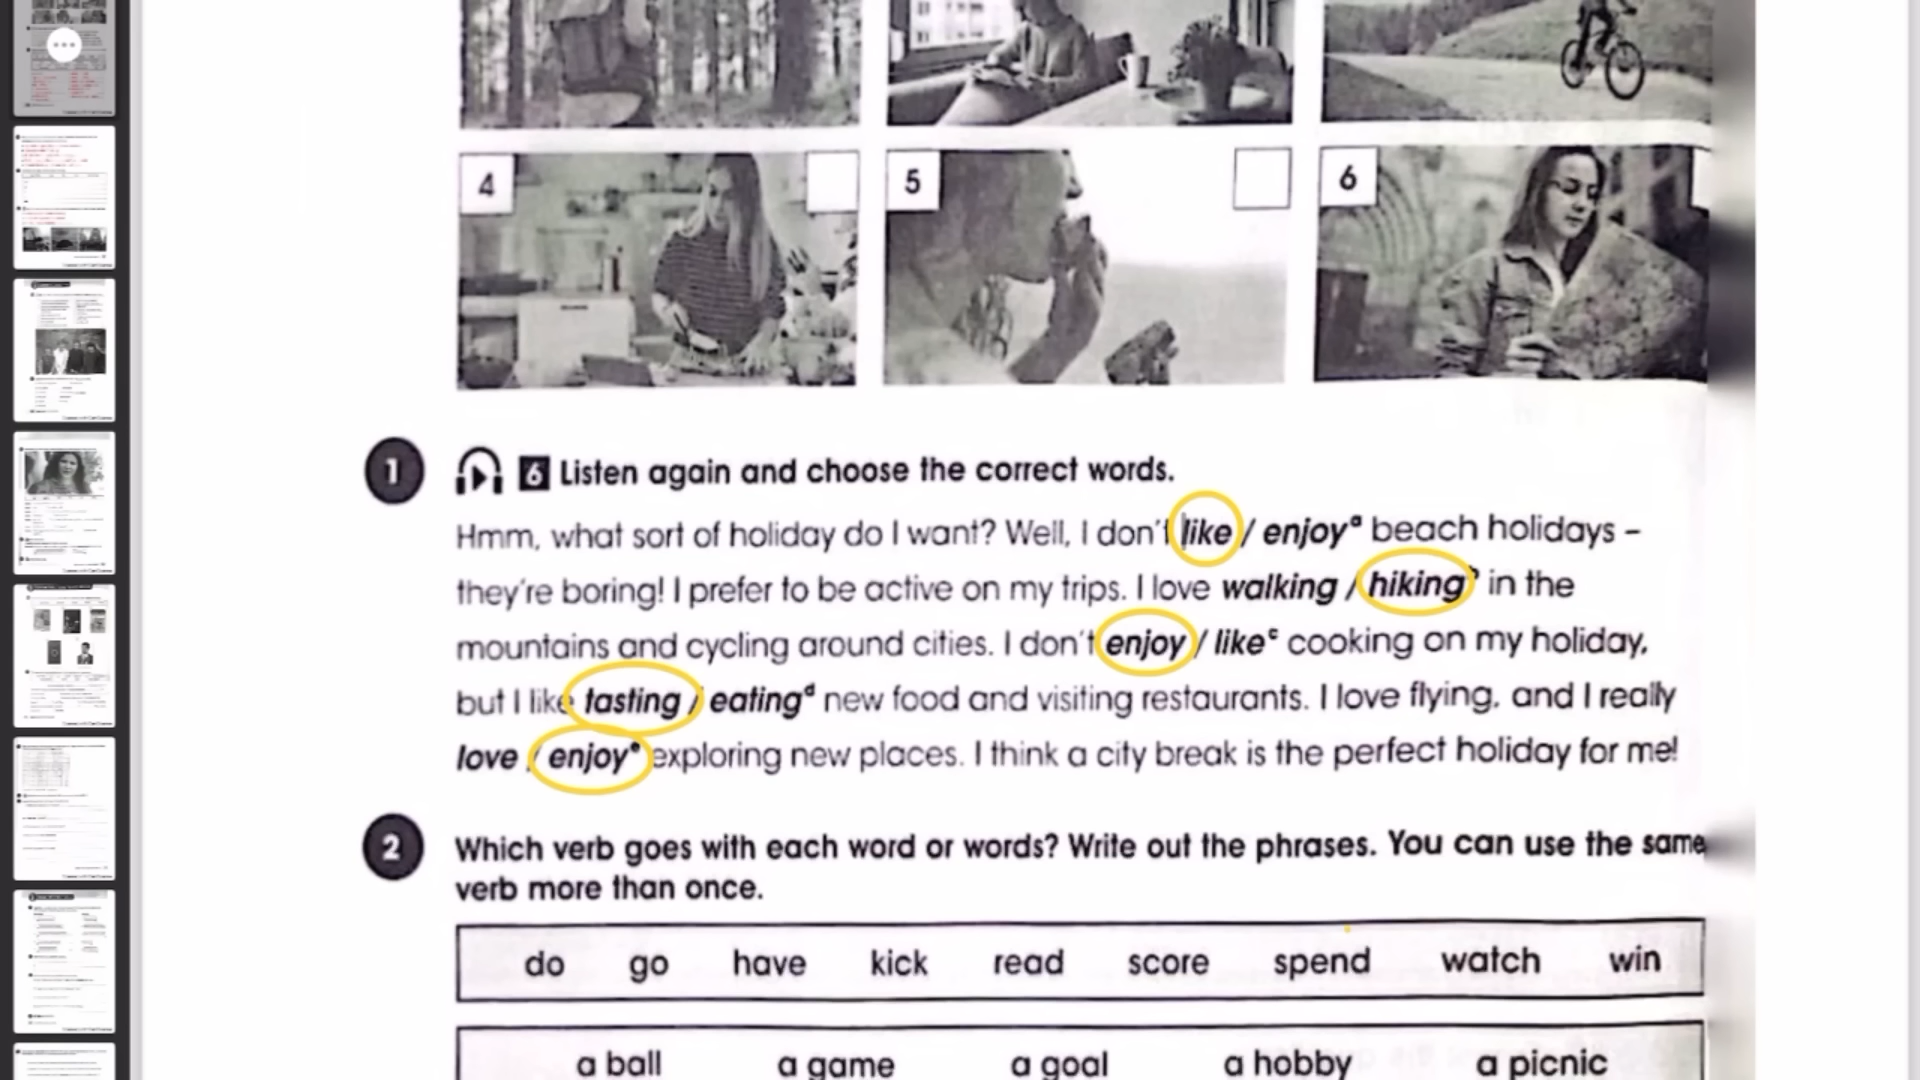 4
5
6
1
6 Listen again and choose the correct words.
Hmm, what sort of holiday do I want? Well, I don't like / enjoyᵃ beach holidays –
they're boring! I prefer to be active on my trips. I love walking / hiking in the
mountains and cycling around cities. I don't enjoy / likeᶜ cooking on my holiday,
but I like tasting / eatingᵈ new food and visiting restaurants. I love flying, and I really
love / enjoyᵉ exploring new places. I think a city break is the perfect holiday for me!
2
Which verb goes with each word or words? Write out the phrases. You can use the same
verb more than once.
do go have kick read score spend watch win
a ball a game a goal a hobby a picnic